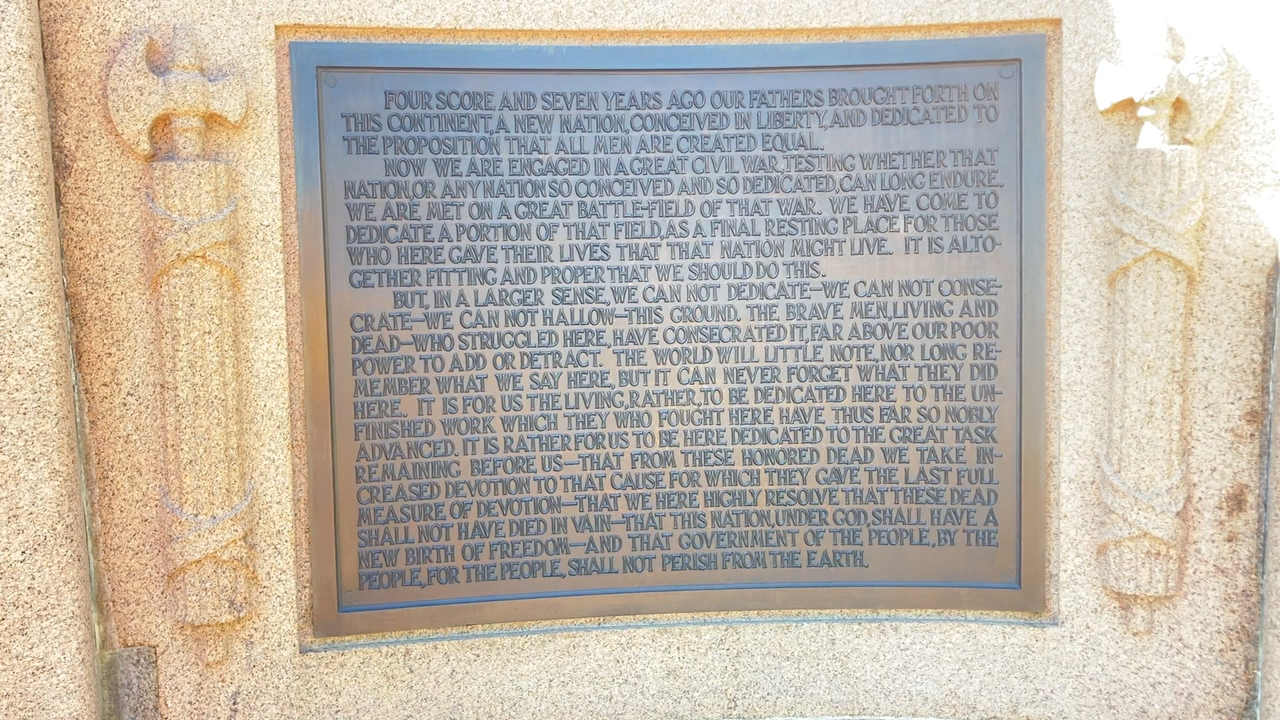 FOUR SCORE AND SEVEN YEARS AGO OUR FATHERS BROUGHT FORTH ON
THIS CONTINENT, A NEW NATION, CONCEIVED IN LIBERTY, AND DEDICATED TO
THE PROPOSITION THAT ALL MEN ARE CREATED EQUAL.
NOW WE ARE ENGAGED IN A GREAT CIVIL WAR, TESTING WHETHER THAT
NATION, OR ANY NATION SO CONCEIVED AND SO DEDICATED, CAN LONG ENDURE.
WE ARE MET ON A GREAT BATTLE-FIELD OF THAT WAR. WE HAVE COME TO
DEDICATE A PORTION OF THAT FIELD, AS A FINAL RESTING PLACE FOR THOSE
WHO HERE GAVE THEIR LIVES THAT THAT NATION MIGHT LIVE. IT IS ALTO-
GETHER FITTING AND PROPER THAT WE SHOULD DO THIS.
BUT, IN A LARGER SENSE, WE CAN NOT DEDICATE—WE CAN NOT CONSE-
CRATE—WE CAN NOT HALLOW—THIS GROUND. THE BRAVE MEN, LIVING AND
DEAD—WHO STRUGGLED HERE, HAVE CONSECRATED IT, FAR ABOVE OUR POOR
POWER TO ADD OR DETRACT. THE WORLD WILL LITTLE NOTE, NOR LONG RE-
MEMBER WHAT WE SAY HERE, BUT IT CAN NEVER FORGET WHAT THEY DID
HERE. IT IS FOR US THE LIVING, RATHER, TO BE DEDICATED HERE TO THE UN-
FINISHED WORK WHICH THEY WHO FOUGHT HERE HAVE THUS FAR SO NOBLY
ADVANCED. IT IS RATHER FOR US TO BE HERE DEDICATED TO THE GREAT TASK
REMAINING BEFORE US—THAT FROM THESE HONORED DEAD WE TAKE IN-
CREASED DEVOTION TO THAT CAUSE FOR WHICH THEY GAVE THE LAST FULL
MEASURE OF DEVOTION—THAT WE HERE HIGHLY RESOLVE THAT THESE DEAD
SHALL NOT HAVE DIED IN VAIN—THAT THIS NATION, UNDER GOD, SHALL HAVE A
NEW BIRTH OF FREEDOM—AND THAT GOVERNMENT OF THE PEOPLE, BY THE
PEOPLE, FOR THE PEOPLE, SHALL NOT PERISH FROM THE EARTH.